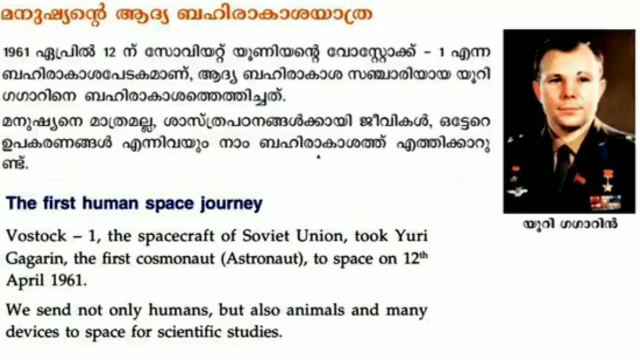 മനുഷ്യന്റെ ആദ്യ ബഹിരാകാശയാത്ര
1961 ഏപ്രിൽ 12 ന് സോവിയറ്റ് യൂണിയന്റെ വോസ്റ്റോക്ക് – 1 എന്ന
ബഹിരാകാശപേടകമാണ്, ആദ്യ ബഹിരാകാശ സഞ്ചാരിയായ യൂറി
ഗഗാറിനെ ബഹിരാകാശത്തെത്തിച്ചത്.
മനുഷ്യനെ മാത്രമല്ല, ശാസ്ത്രപഠനങ്ങൾക്കായി ജീവികൾ, ഒട്ടേറെ
ഉപകരണങ്ങൾ എന്നിവയും നാം ബഹിരാകാശത്ത് എത്തിക്കാറു
ണ്ട്.
യൂറി ഗഗാറിൻ
The first human space journey
Vostock – 1, the spacecraft of Soviet Union, took Yuri
Gagarin, the first cosmonaut (Astronaut), to space on 12th
April 1961.
We send not only humans, but also animals and many
devices to space for scientific studies.